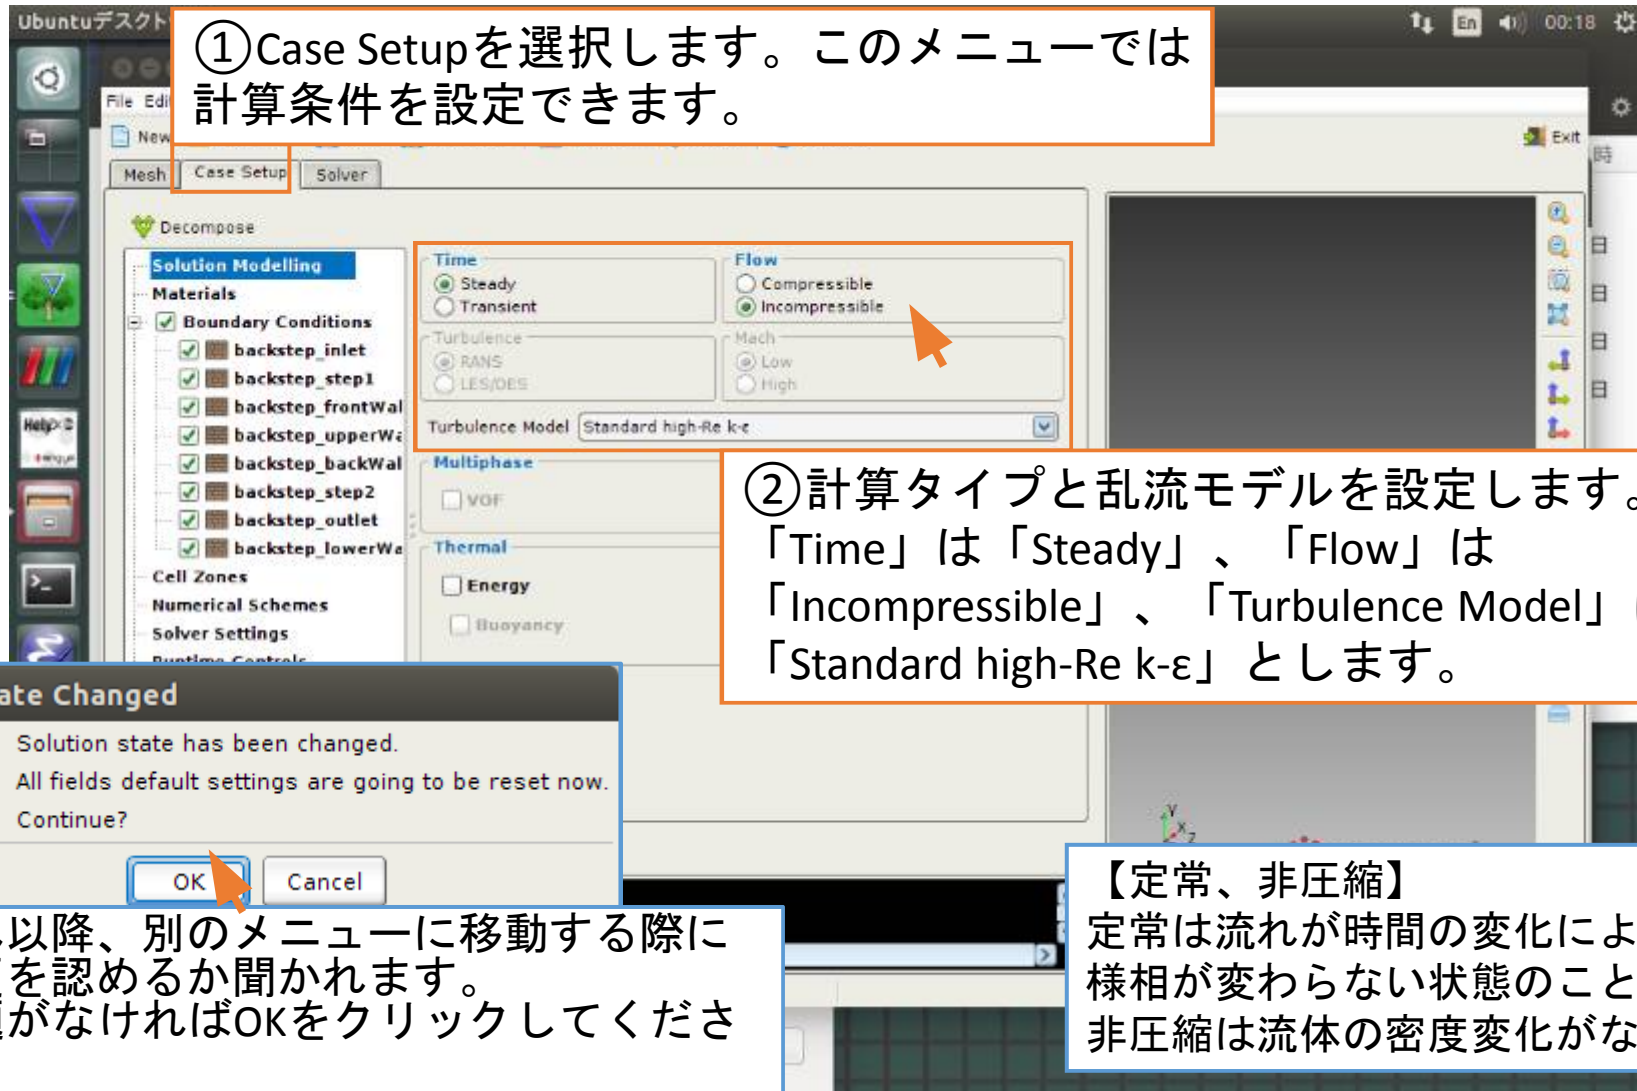 Ubuntuデスクト
En
00:18
①Case Setupを選択します。このメニューでは
計算条件を設定できます。
File Edi
New
Exit
時
Mesh
Case Setup
Solver
Decompose
Solution Modelling
Materials
Boundary Conditions
backstep_inlet
backstep_step1
backstep_frontWal
backstep_upperWa
backstep_backWal
backstep_step2
backstep_outlet
backstep_lowerWa
Cell Zones
Numerical Schemes
Solver Settings
Runtime Controls
Time
Steady
Transient
Flow
Compressible
Incompressible
Turbulence
RANS
LES/DES
Mach
Low
High
Turbulence Model Standard high-Re k-ε
Multiphase
VOF
Thermal
Energy
Buoyancy
日
日
日
日
Help
②計算タイプと乱流モデルを設定します。
「Time」は「Steady」、「Flow」は
「Incompressible」、「Turbulence Model」
「Standard high-Re k-ε」とします。
ate Changed
Solution state has been changed.
All fields default settings are going to be reset now.
Continue?
OK
Cancel
以降、別のメニューに移動する際に
を認めるか聞かれます。
がなければOKをクリックしてくださ
Y
X
Z
【定常、非圧縮】
定常は流れが時間の変化によ
様相が変わらない状態のこと
非圧縮は流体の密度変化がな